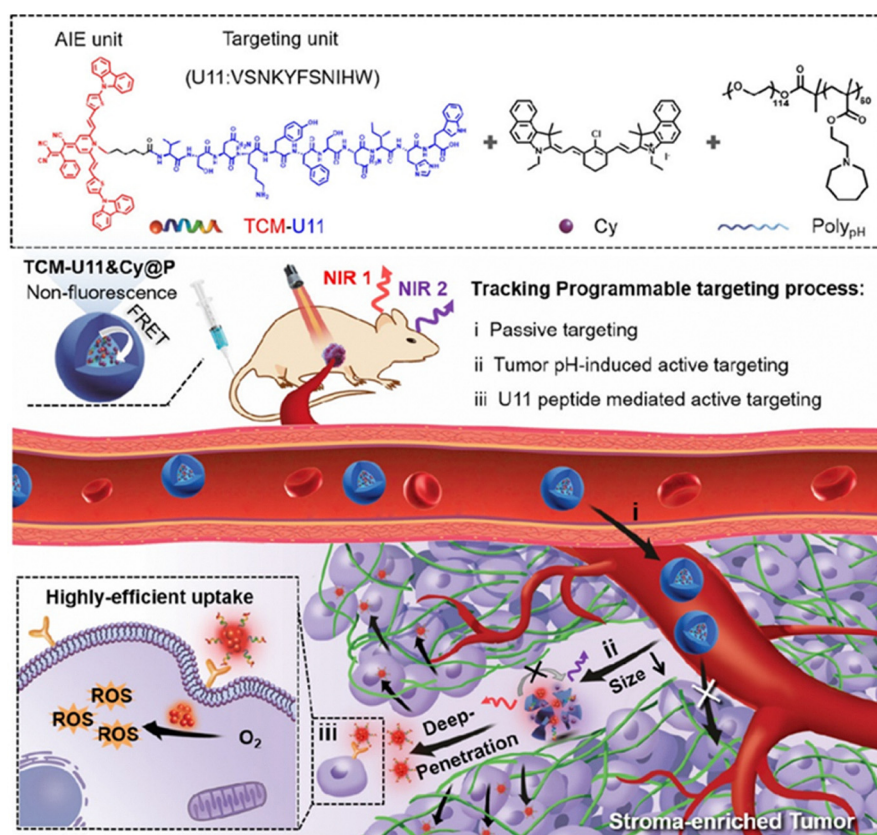 AIE unit
Targeting unit
(U11:VSNKYFSNIHW)
TCM-U11
Cy
Poly pH
TCM-U11&Cy@P
Non-fluorescence
FRET
NIR 1
NIR 2
Tracking Programmable targeting process:
i Passive targeting
ii Tumor pH-induced active targeting
iii U11 peptide mediated active targeting
i
Highly-efficient uptake
ROS
ROS
ROS
O2
ii
Size
iii
Deep-
Penetration
Stroma-enriched Tumor